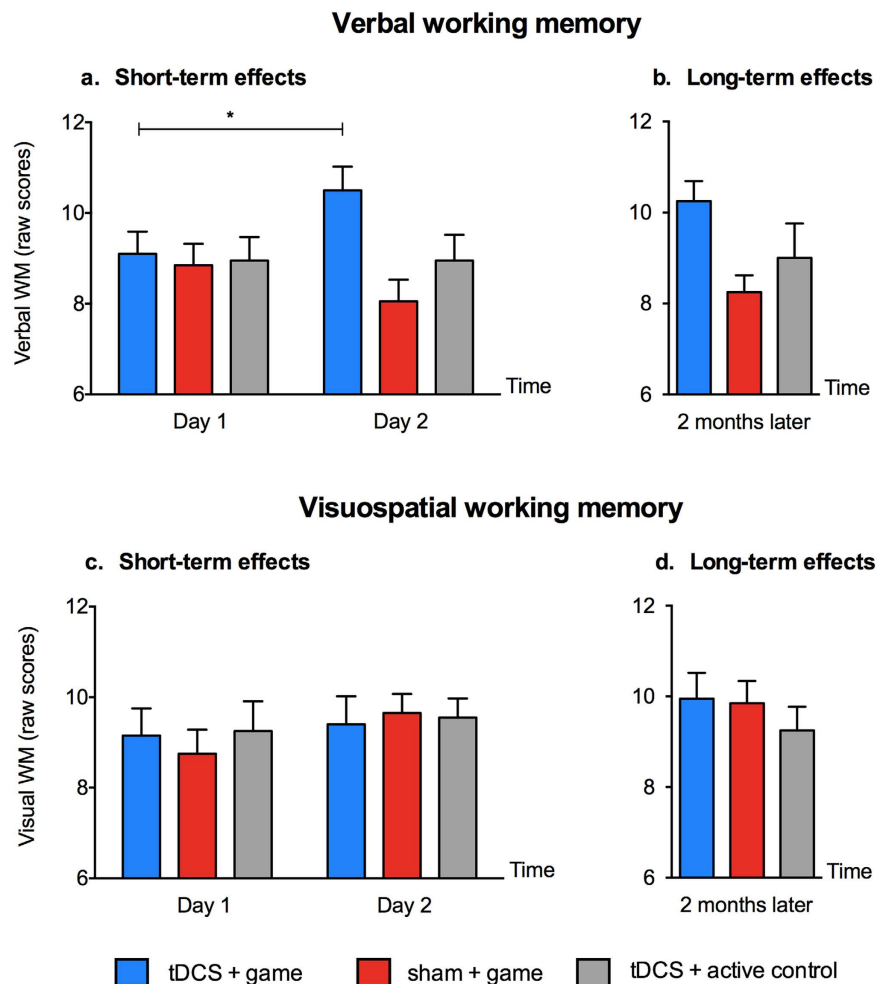 Verbal working memory
a. Short-term effects
b. Long-term effects
Verbal WM (raw scores)
12
10
8
6
*
Day 1
Day 2
Time
12
10
8
6
2 months later
Time
Visuospatial working memory
c. Short-term effects
d. Long-term effects
Visual WM (raw scores)
12
10
8
6
Day 1
Day 2
Time
12
10
8
6
2 months later
Time
tDCS + game
sham + game
tDCS + active control